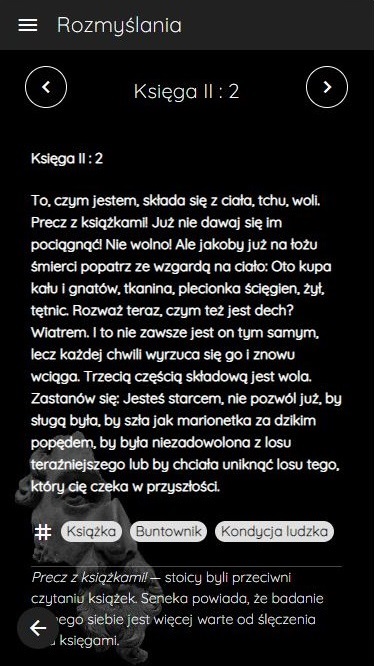 Rozmyślania
Księga II : 2
Księga II : 2
To, czym jestem, składa się z ciała, tchu, woli.
Precz z książkami! Już nie dawaj się im
pociągnąć! Nie wolno! Ale jakoby już na łożu
śmierci popatrz ze wzgardą na ciało: Oto kupa
kału i gnatów, tkanina, plecionka ścięgien, żył,
tętnic. Rozważ teraz, czym też jest dech?
Wiatrem. I to nie zawsze jest on tym samym,
lecz każdej chwili wyrzuca się go i znowu
wciąga. Trzecią częścią składową jest wola.
Zastanów się: Jesteś starcem, nie pozwól już, by
sługą była, by szła jak marionetka za dzikim
popędem, by była niezadowolona z losu
teraźniejszego lub by chciała uniknąć losu tego,
który cię czeka w przyszłości.
# Książka Buntownik Kondycja ludzka
Precz z książkami! — stoicy byli przeciwni
czytaniu książek. Seneka powiada, że badanie
siebie jest więcej warte od ślęczenia
księgami.